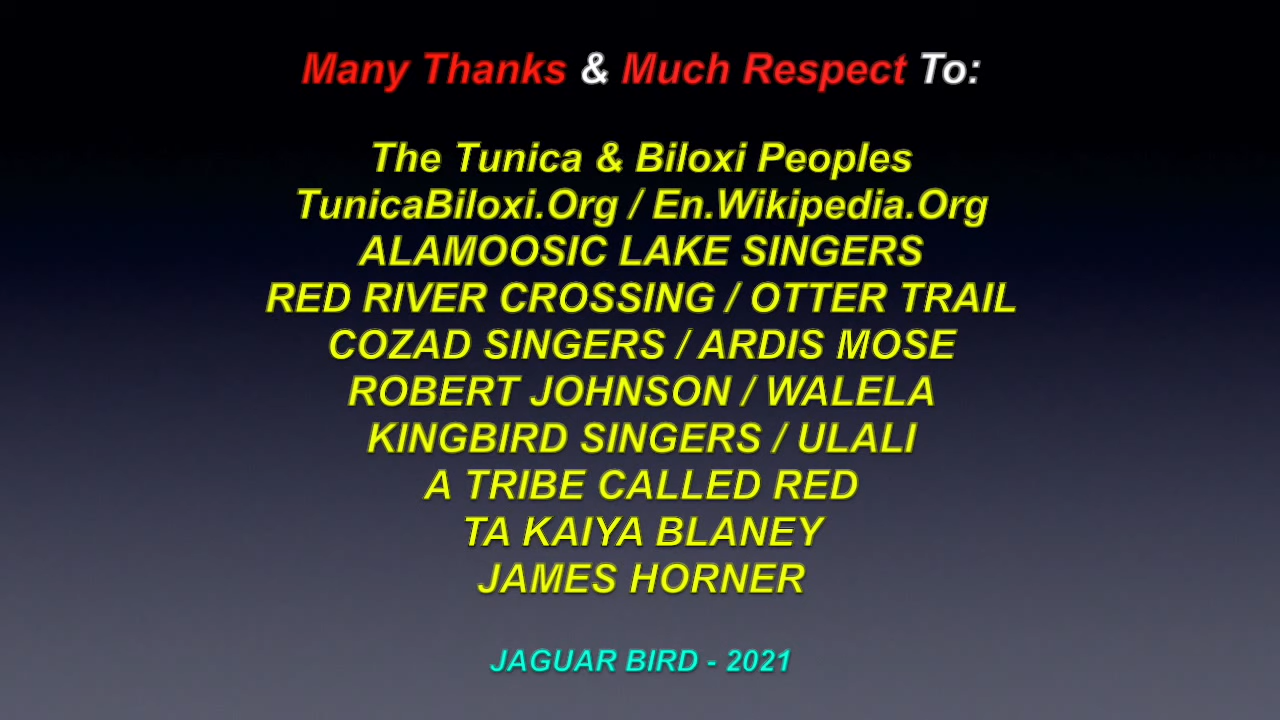 Many Thanks & Much Respect To:
The Tunica & Biloxi Peoples
TunicaBiloxi.Org / En.Wikipedia.Org
ALAMOOSIC LAKE SINGERS
RED RIVER CROSSING / OTTER TRAIL
COZAD SINGERS / ARDIS MOSE
ROBERT JOHNSON / WALELA
KINGBIRD SINGERS / ULALI
A TRIBE CALLED RED
TA KAIYA BLANEY
JAMES HORNER
JAGUAR BIRD - 2021